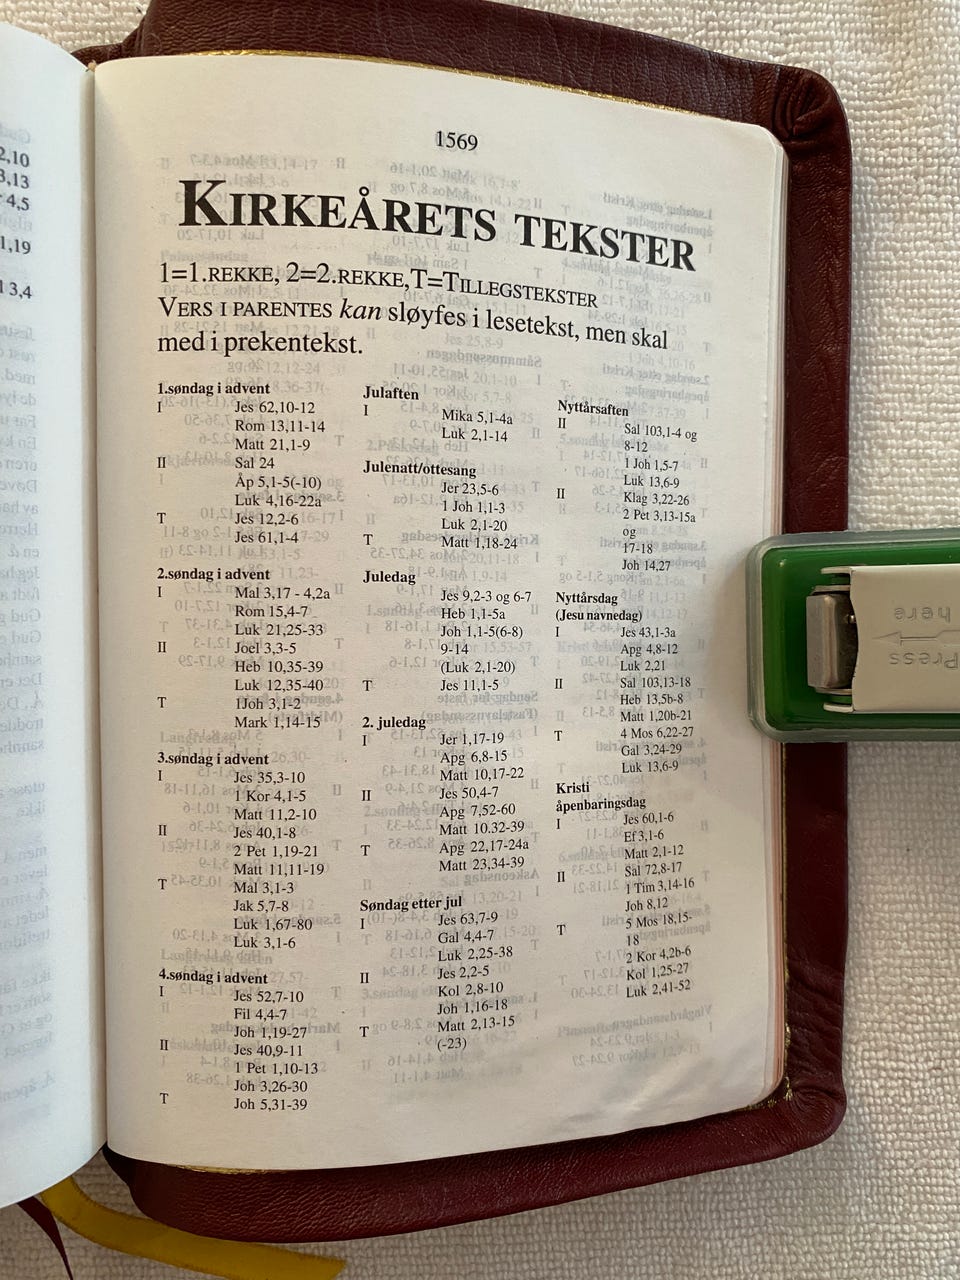 2,10
3,13
4,5
1,19
13,4
1569
KIRKEÅRETS TEKSTER
1=1.REKKE, 2=2.REKKE,T=TILLEGSTEKSTER
VERS I PARENTES kan sløyfes i lesetekst, men skal
med i prekentekst.
1.søndag i advent
I Jes 62,10-12
Rom 13,11-14
Matt 21,1-9
II Sal 24
Åp 5,1-5(-10)
Luk 4,16-22a
T Jes 12,2-6
Jes 61,1-4
2.søndag i advent
I Mal 3,17 - 4,2a
Rom 15,4-7
Luk 21,25-33
II Joel 3,3-5
Heb 10,35-39
Luk 12,35-40
T 1Joh 3,1-2
Mark 1,14-15
3.søndag i advent
I Jes 35,3-10
1 Kor 4,1-5
Matt 11,2-10
II Jes 40,1-8
2 Pet 1,19-21
Matt 11,11-19
T Mal 3,1-3
Jak 5,7-8
Luk 1,67-80
Luk 3,1-6
4.søndag i advent
I Jes 52,7-10
Fil 4,4-7
Joh 1,19-27
II Jes 40,9-11
1 Pet 1,10-13
Joh 3,26-30
T Joh 5,31-39
Julaften
I Mika 5,1-4a
Luk 2,1-14
Julenatt/ottesang
Jer 23,5-6
1 Joh 1,1-3
Luk 2,1-20
T Matt 1,18-24
Juledag
Jes 9,2-3 og 6-7
Heb 1,1-5a
Joh 1,1-5(6-8)
9-14
(Luk 2,1-20)
T Jes 11,1-5
2. juledag
I Jer 1,17-19
Apg 6,8-15
Matt 10,17-22
II Jes 50,4-7
Apg 7,52-60
Matt 10.32-39
T Apg 22,17-24a
Matt 23,34-39
Søndag etter jul
I Jes 63,7-9
Gal 4,4-7
Luk 2,25-38
II Jes 2,2-5
Kol 2,8-10
Joh 1,16-18
T Matt 2,13-15
(-23)
Nyttårsaften
II Sal 103,1-4 og
8-12
1 Joh 1,5-7
Luk 13,6-9
II Klag 3,22-26
2 Pet 3,13-15a
og
17-18
Joh 14,27
Nyttårsdag
(Jesu navnedag)
I Jes 43,1-3a
Apg 4,8-12
Luk 2,21
II Sal 103,13-18
Heb 13,5b-8
Matt 1,20b-21
T 4 Mos 6,22-27
Gal 3,24-29
Luk 13,6-9
Kristi
åpenbaringsdag
I Jes 60,1-6
Ef 3,1-6
Matt 2,1-12
II Sal 72,8-17
1 Tim 3,14-16
Joh 8,12
T 5 Mos 18,15-
18
2 Kor 4,2b-6
Kol 1,25-27
Luk 2,41-52
Press
here